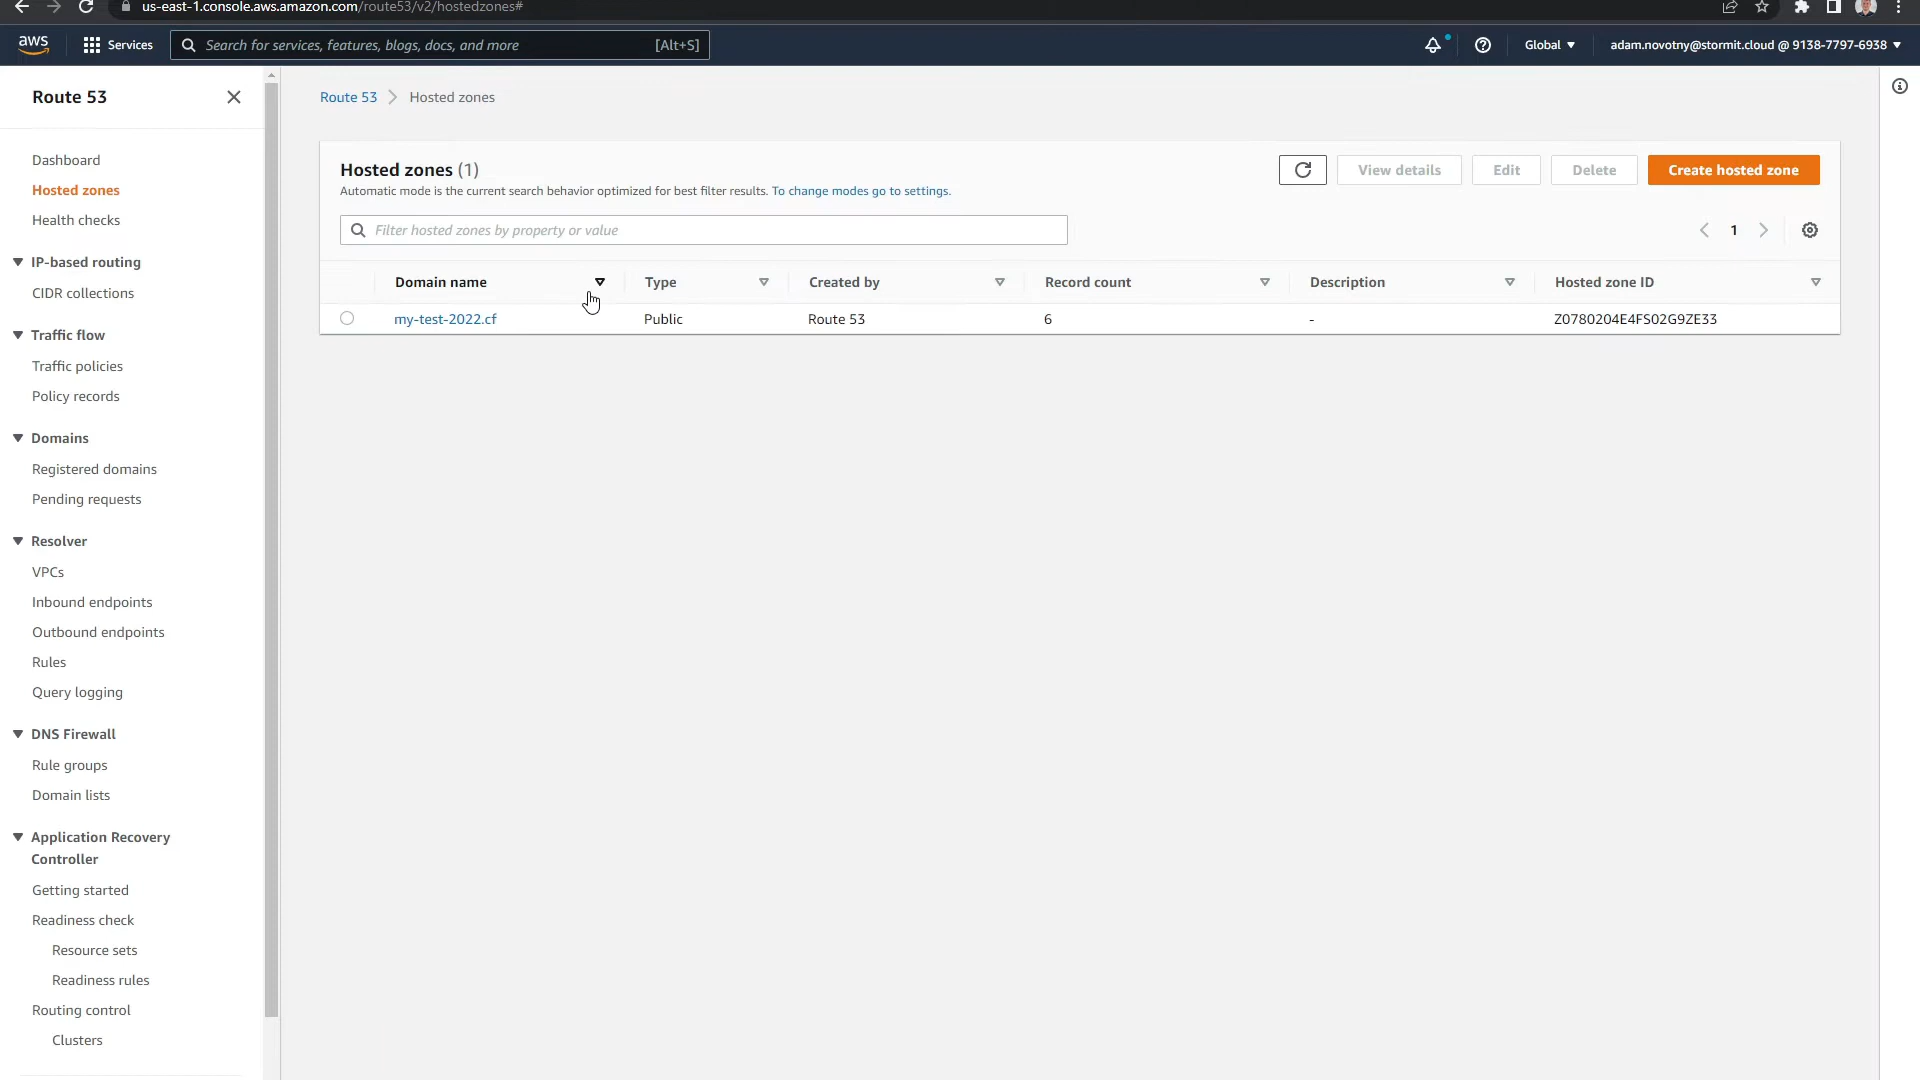 us-east-1.console.aws.amazon.com/route53/v2/hostedzones#
aws
Services
Search for services, features, blogs, docs, and more
[Alt+S]
Global
adam.novotny@stormit.cloud @ 9138-7797-6938
Route 53
Dashboard
Hosted zones
Health checks
IP-based routing
CIDR collections
Traffic flow
Traffic policies
Policy records
Domains
Registered domains
Pending requests
Resolver
VPCs
Inbound endpoints
Outbound endpoints
Rules
Query logging
DNS Firewall
Rule groups
Domain lists
Application Recovery
Controller
Getting started
Readiness check
Resource sets
Readiness rules
Routing control
Clusters
Route 53 > Hosted zones
Hosted zones (1)
Automatic mode is the current search behavior optimized for best filter results. To change modes go to settings.
View details
Edit
Delete
Create hosted zone
Filter hosted zones by property or value
1
Domain name Type Created by Record count Description Hosted zone ID
my-test-2022.cf Public Route 53 6 - Z0780204E4FS02G9ZE33